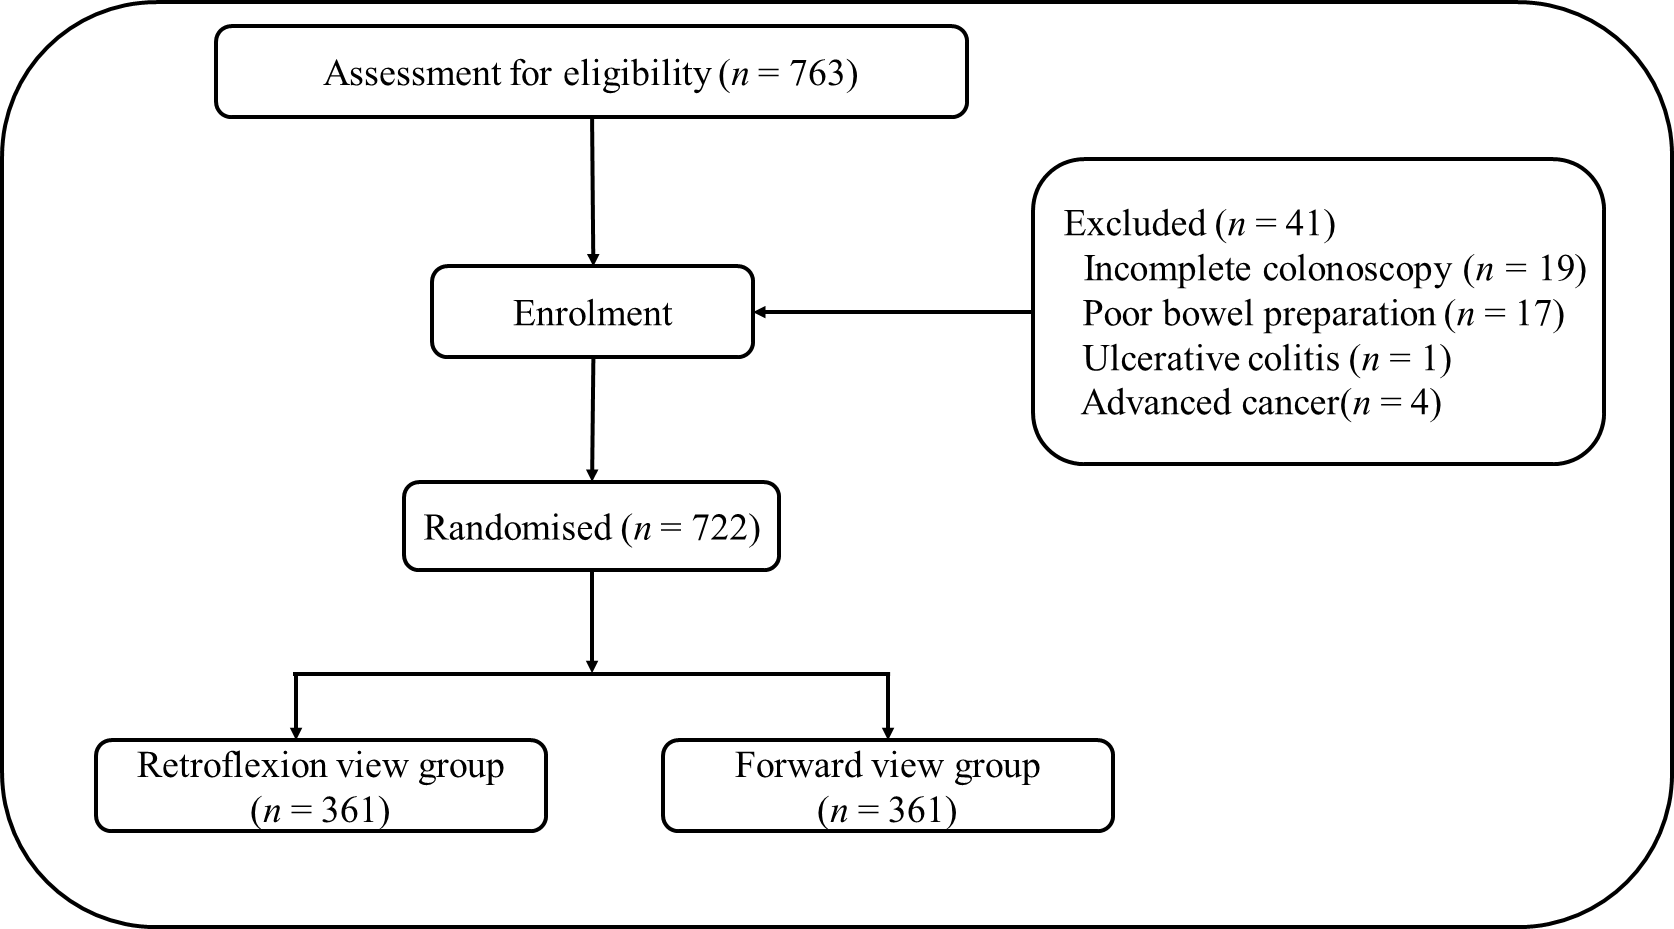 Assessment for eligibility (n = 763)
Excluded (n = 41)
Incomplete colonoscopy (n = 19)
Poor bowel preparation (n = 17)
Ulcerative colitis (n = 1)
Advanced cancer(n = 4)
Enrolment
Randomised (n = 722)
Retroflexion view group
(n = 361)
Forward view group
(n = 361)